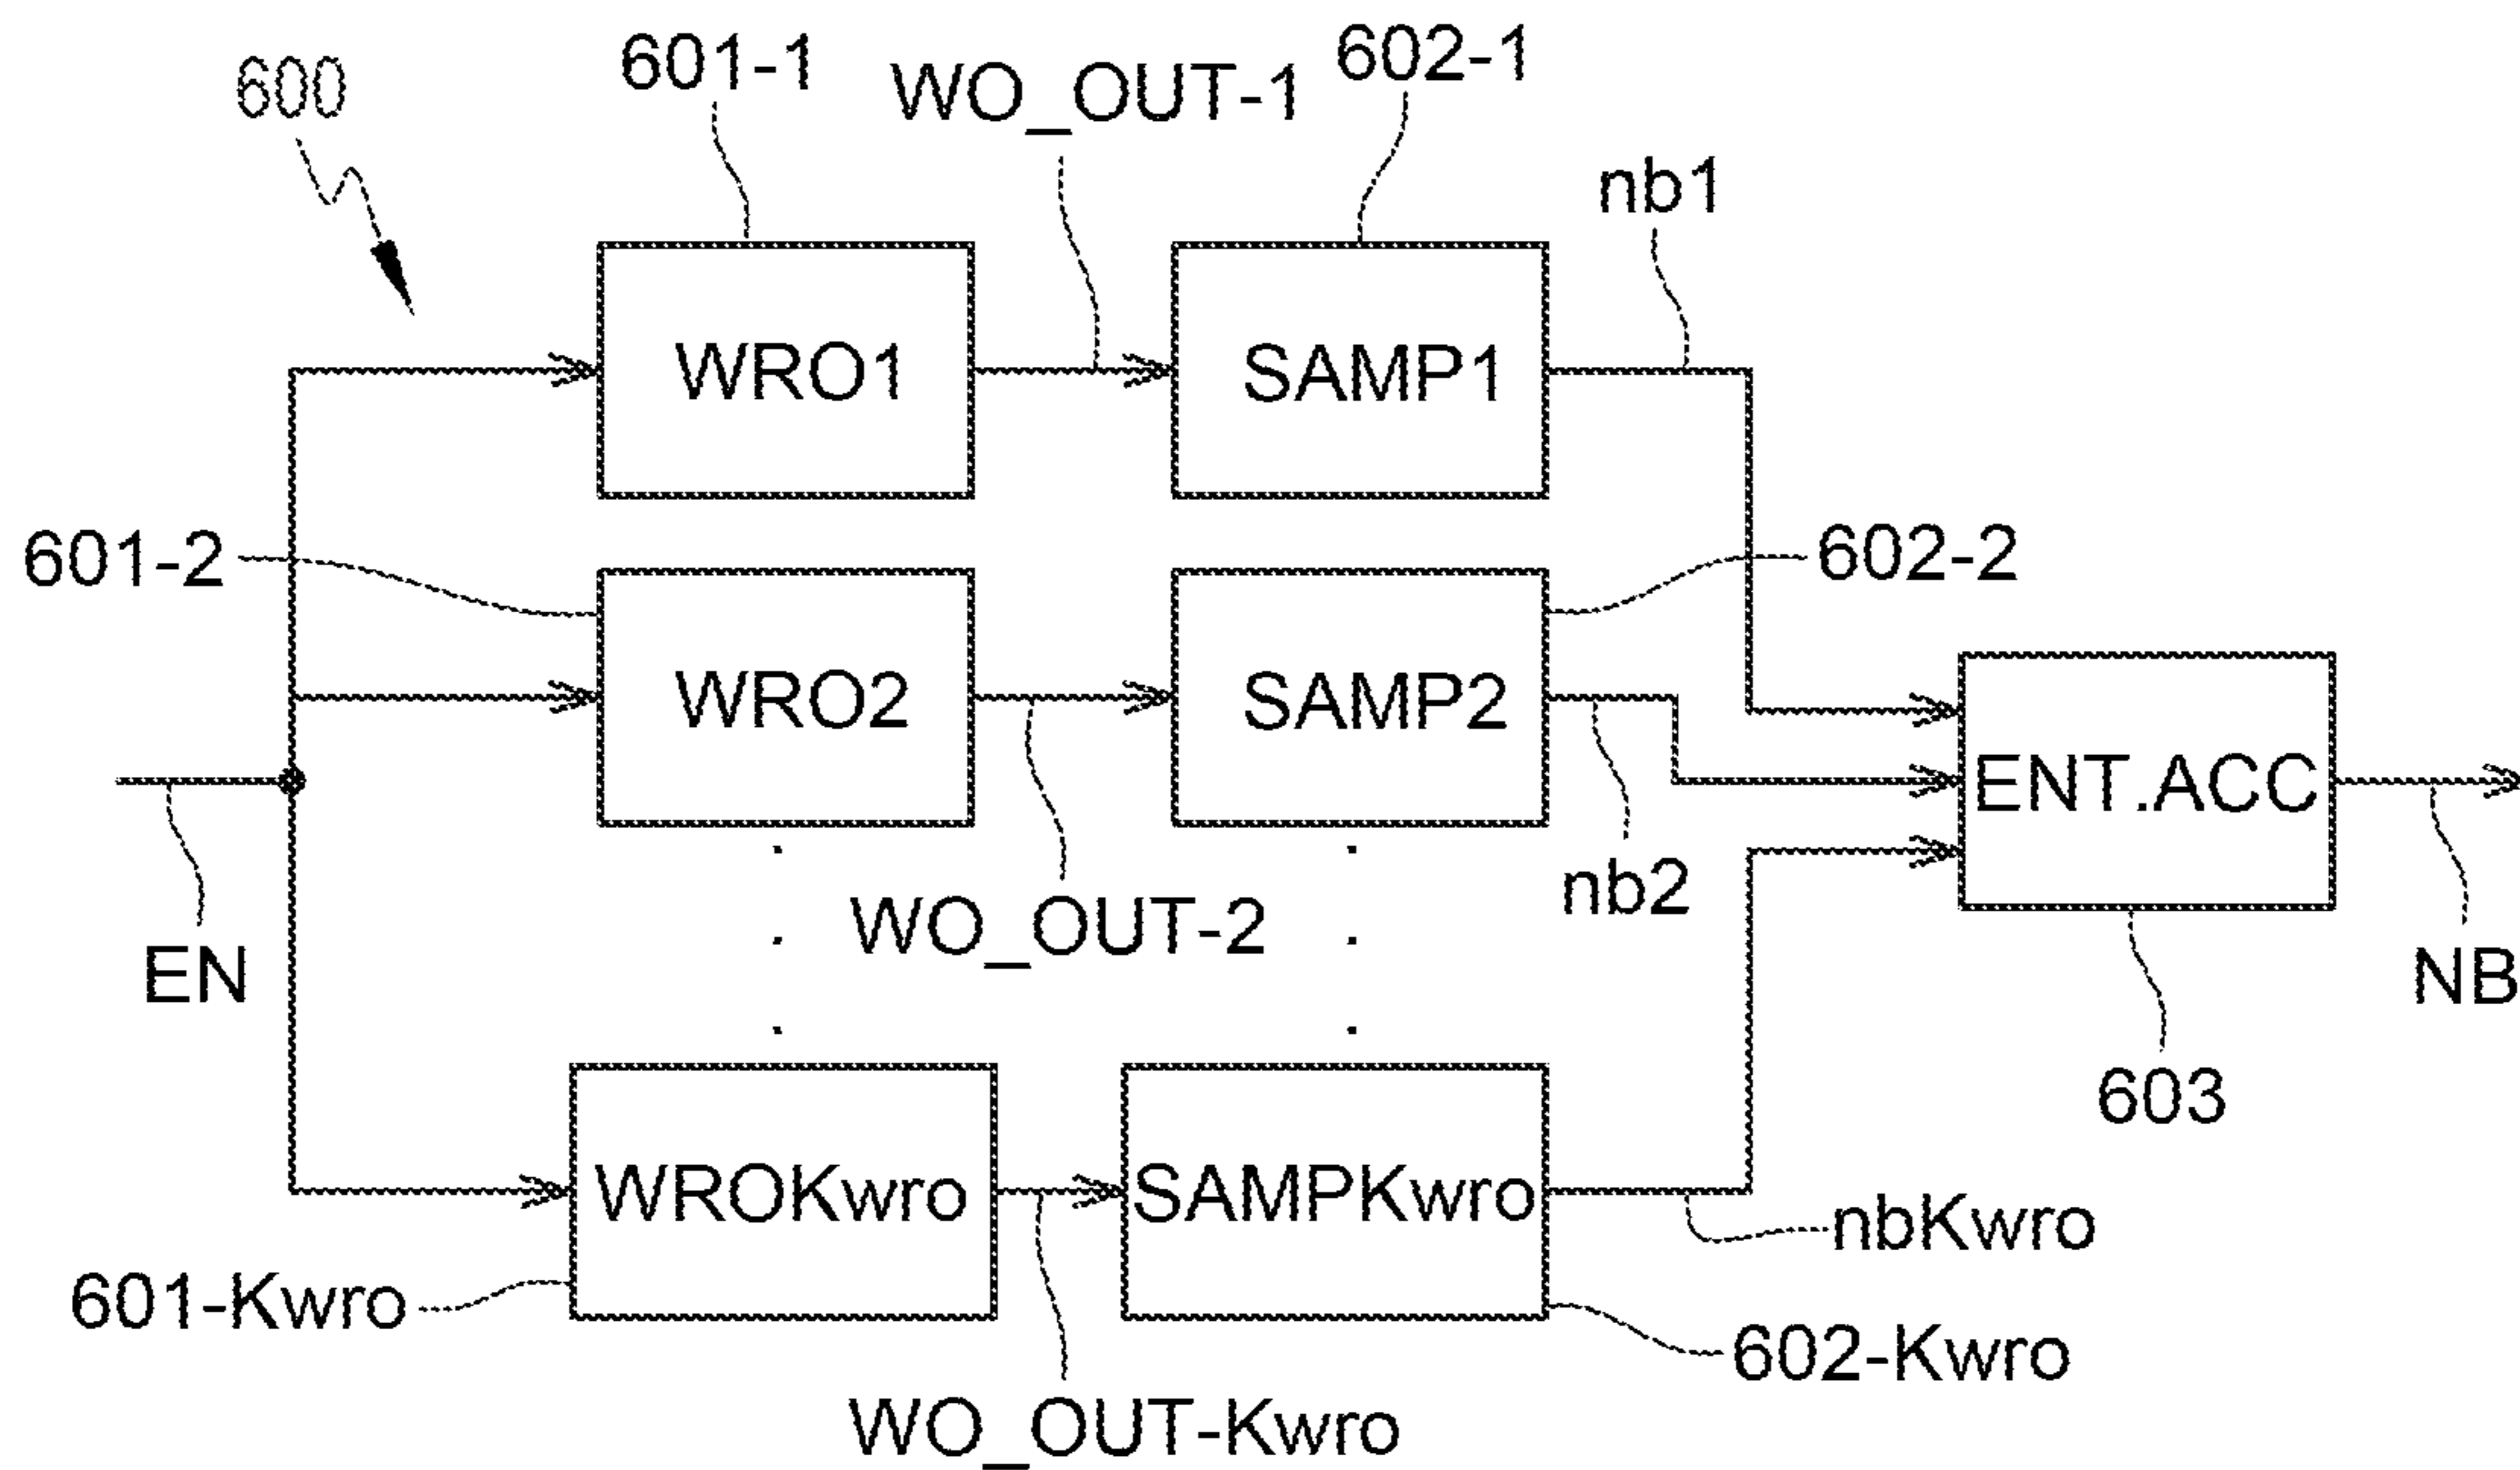 600
601-1
WO_OUT-1
602-1
nb1
WRO1
SAMP1
601-2
602-2
WRO2
SAMP2
ENT.ACC
EN
WO_OUT-2
nb2
NB
603
WROKwro
SAMPKwro
nbKwro
601-Kwro
602-Kwro
WO_OUT-Kwro